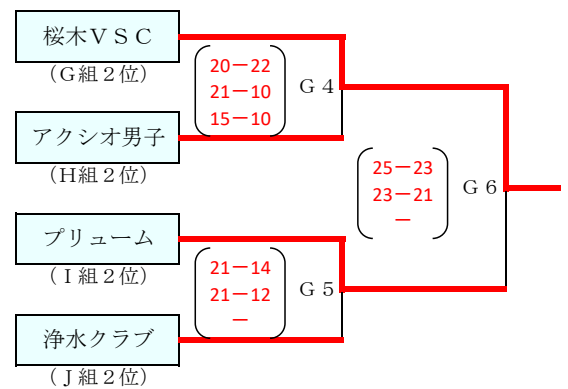 桜木ＶＳＣ
（Ｇ組２位）
20－22
21－10
15－10
Ｇ４
アクシオ男子
（Ｈ組２位）
25－23
23－21
－
Ｇ６
プリューム
（Ｉ組２位）
21－14
21－12
－
Ｇ５
浄水クラブ
（Ｊ組２位）